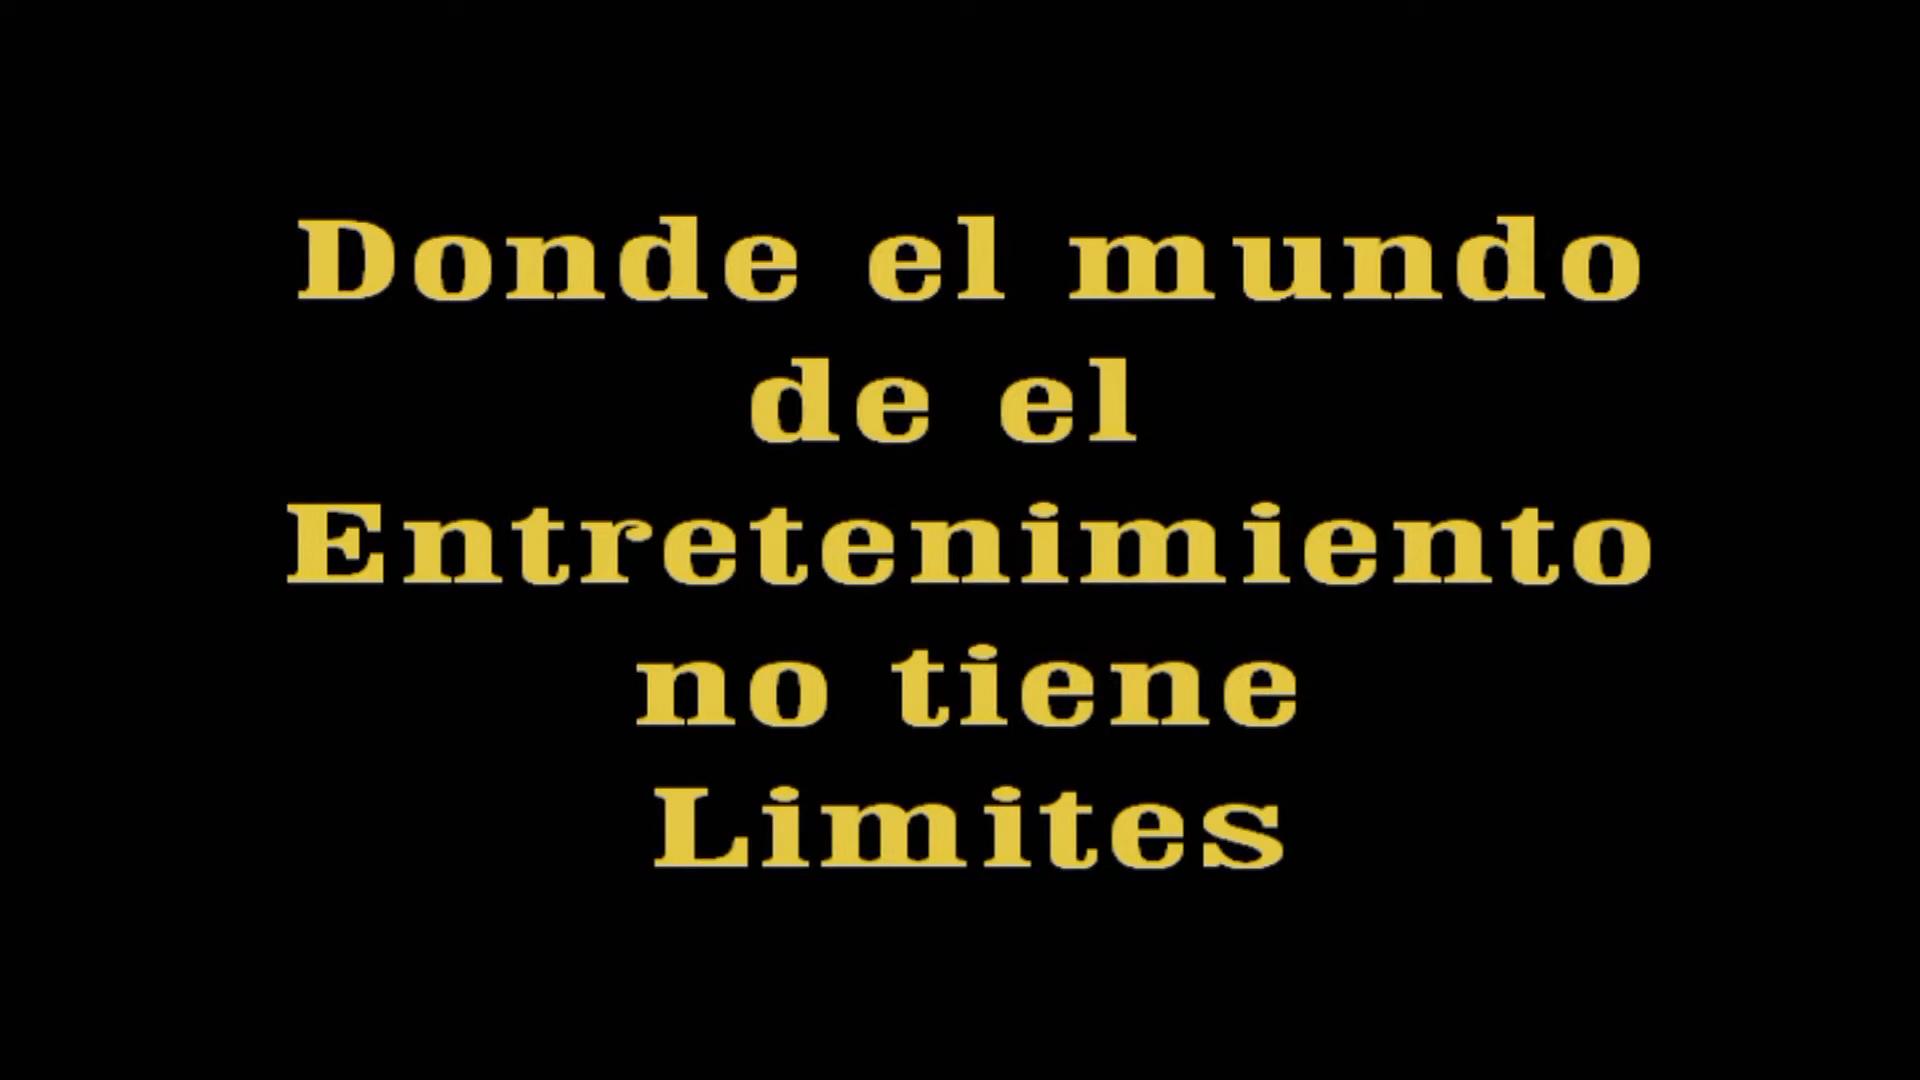 Donde el mundo
de el
Entretenimiento
no tiene
Limites